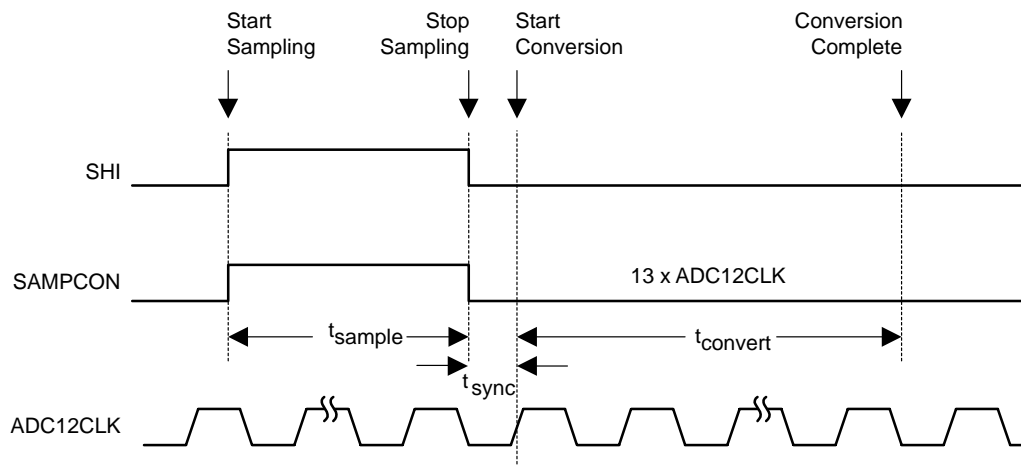 Start
Sampling
Stop
Sampling
Start
Conversion
Conversion
Complete
SHI
SAMPCON
13 x ADC12CLK
tsample
tconvert
tsync
ADC12CLK